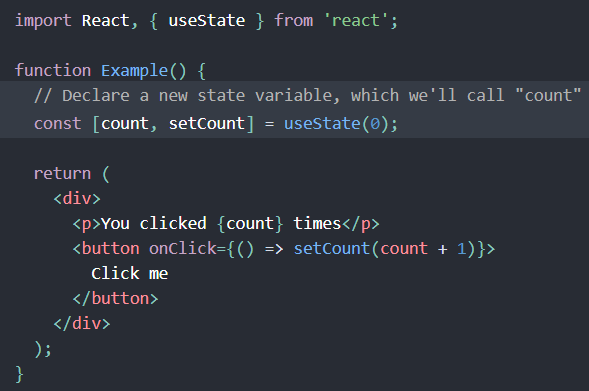 import React, { useState } from 'react';
function Example() {
// Declare a new state variable, which we'll call "count"
const [count, setCount] = useState(0);
return (
<div>
<p>You clicked {count} times</p>
<button onClick={() => setCount(count + 1)}>
Click me
</button>
</div>
);
}